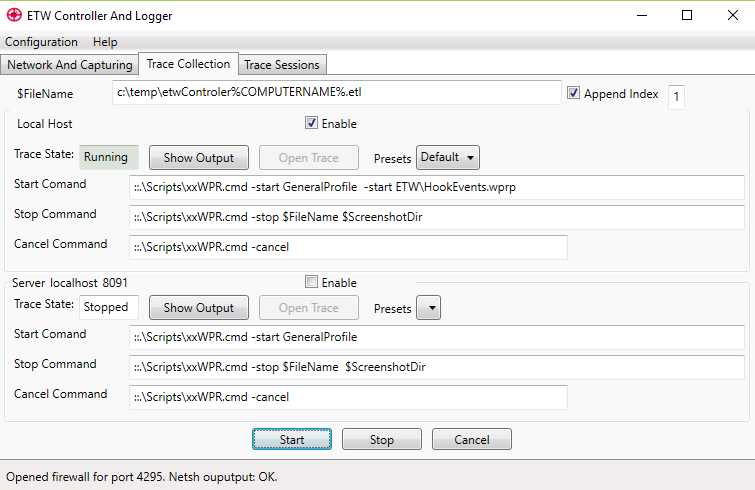 ETW Controller And Logger
Configuration Help
Network And Capturing Trace Collection Trace Sessions
$FileName c:\temp\etwControler%COMPUTERNAME%.etl Append Index 1
Local Host Enable
Trace State: Running Show Output Open Trace Presets Default
Start Comand ::.\Scripts\xxWPR.cmd -start GeneralProfile -start ETW\HookEvents.wprp
Stop Command ::.\Scripts\xxWPR.cmd -stop $FileName $ScreenshotDir
Cancel Command ::.\Scripts\xxWPR.cmd -cancel
Server localhost 8091 Enable
Trace State: Stopped Show Output Open Trace Presets
Start Comand ::.\Scripts\xxWPR.cmd -start GeneralProfile
Stop Command ::.\Scripts\xxWPR.cmd -stop $FileName $ScreenshotDir
Cancel Command ::.\Scripts\xxWPR.cmd -cancel
Start Stop Cancel
Opened firewall for port 4295. Netsh ouputput: OK.